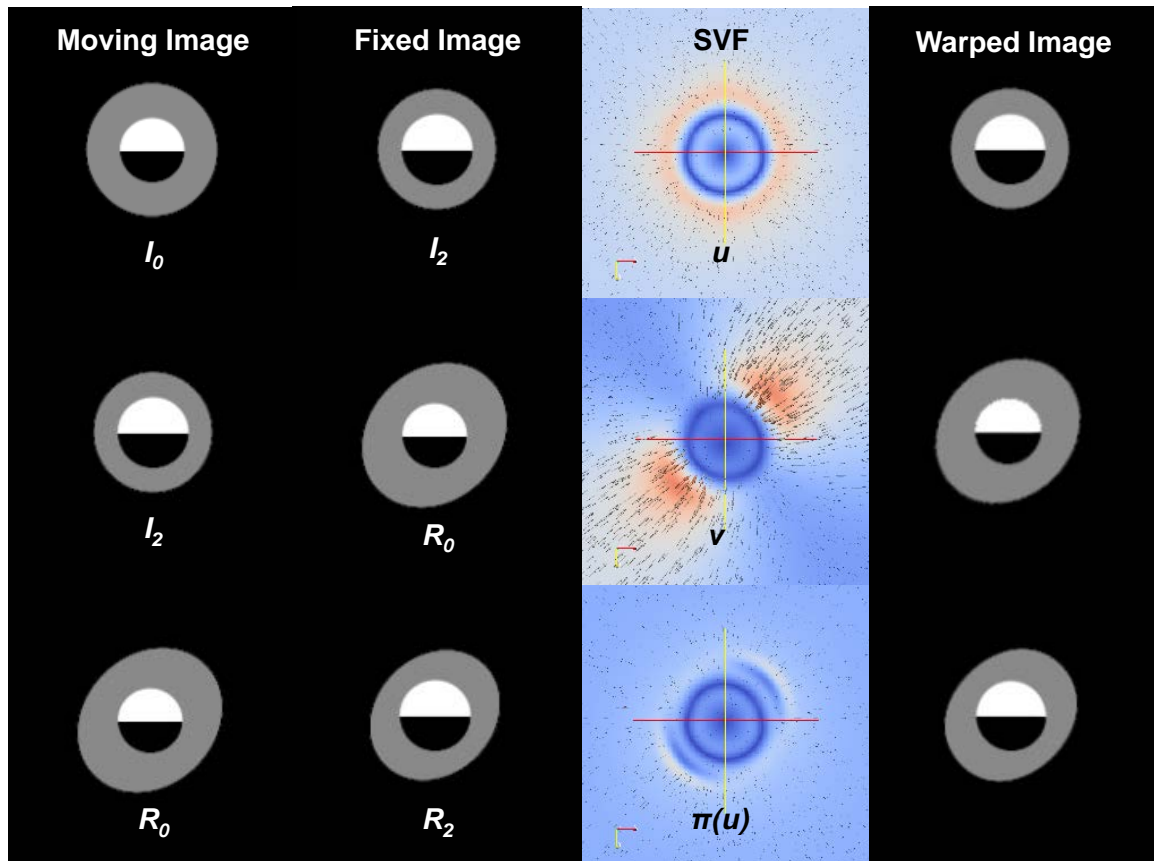 Moving Image Fixed Image SVF Warped Image
I0 I2 u
I2 R0 v
R0 R2 π(u)